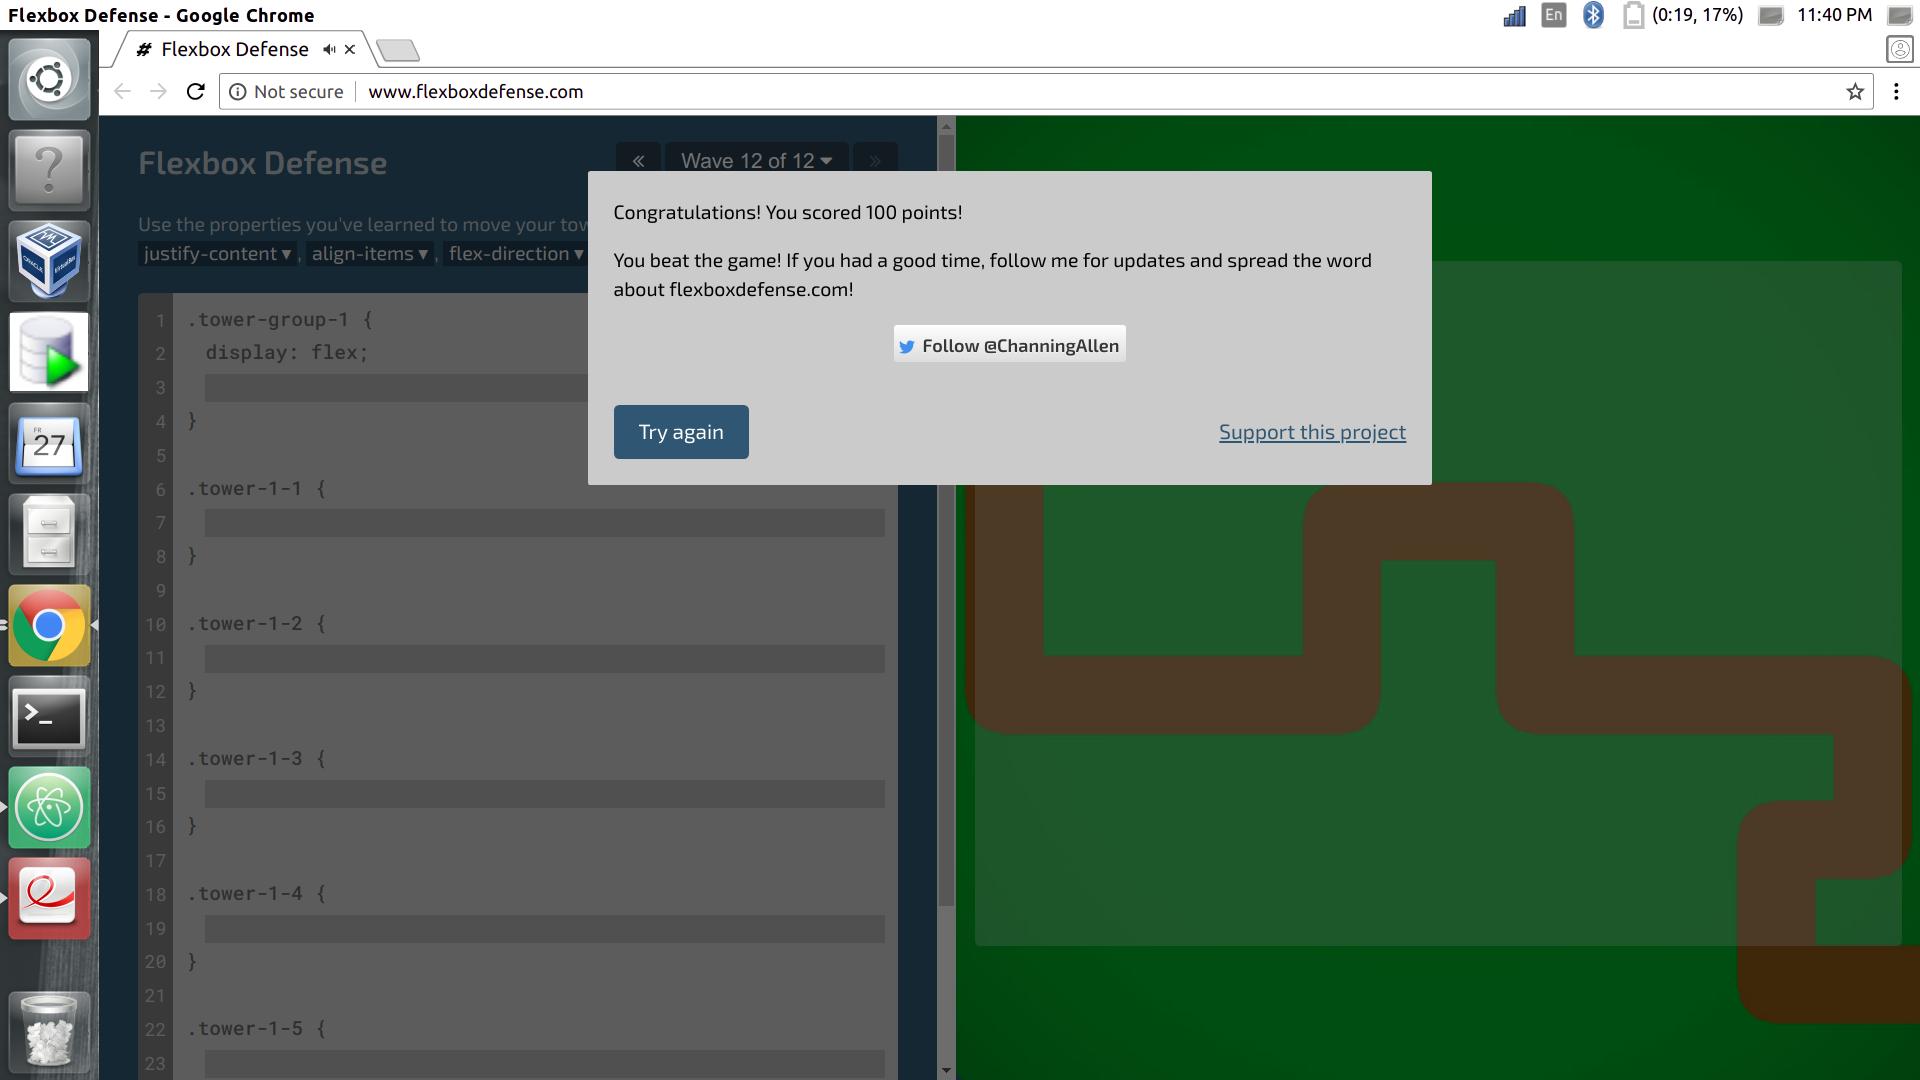 Flexbox Defense - Google Chrome
En
(0:19, 17%)
11:40 PM
# Flexbox Defense
Not secure
www.flexboxdefense.com
Flexbox Defense
« Wave 12 of 12 ▾ »
Use the properties you've learned to move your
justify-content ▾ , align-items ▾ , flex-direction ▾
Congratulations! You scored 100 points!
You beat the game! If you had a good time, follow me for updates and spread the word
about flexboxdefense.com!
Follow @ChanningAllen
Try again
Support this project
1 .tower-group-1 {
2 display: flex;
3
4 }
5
6 .tower-1-1 {
7
8 }
9
10 .tower-1-2 {
11
12 }
13
14 .tower-1-3 {
15
16 }
17
18 .tower-1-4 {
19
20 }
21
22 .tower-1-5 {
23
FR
27
?
>_